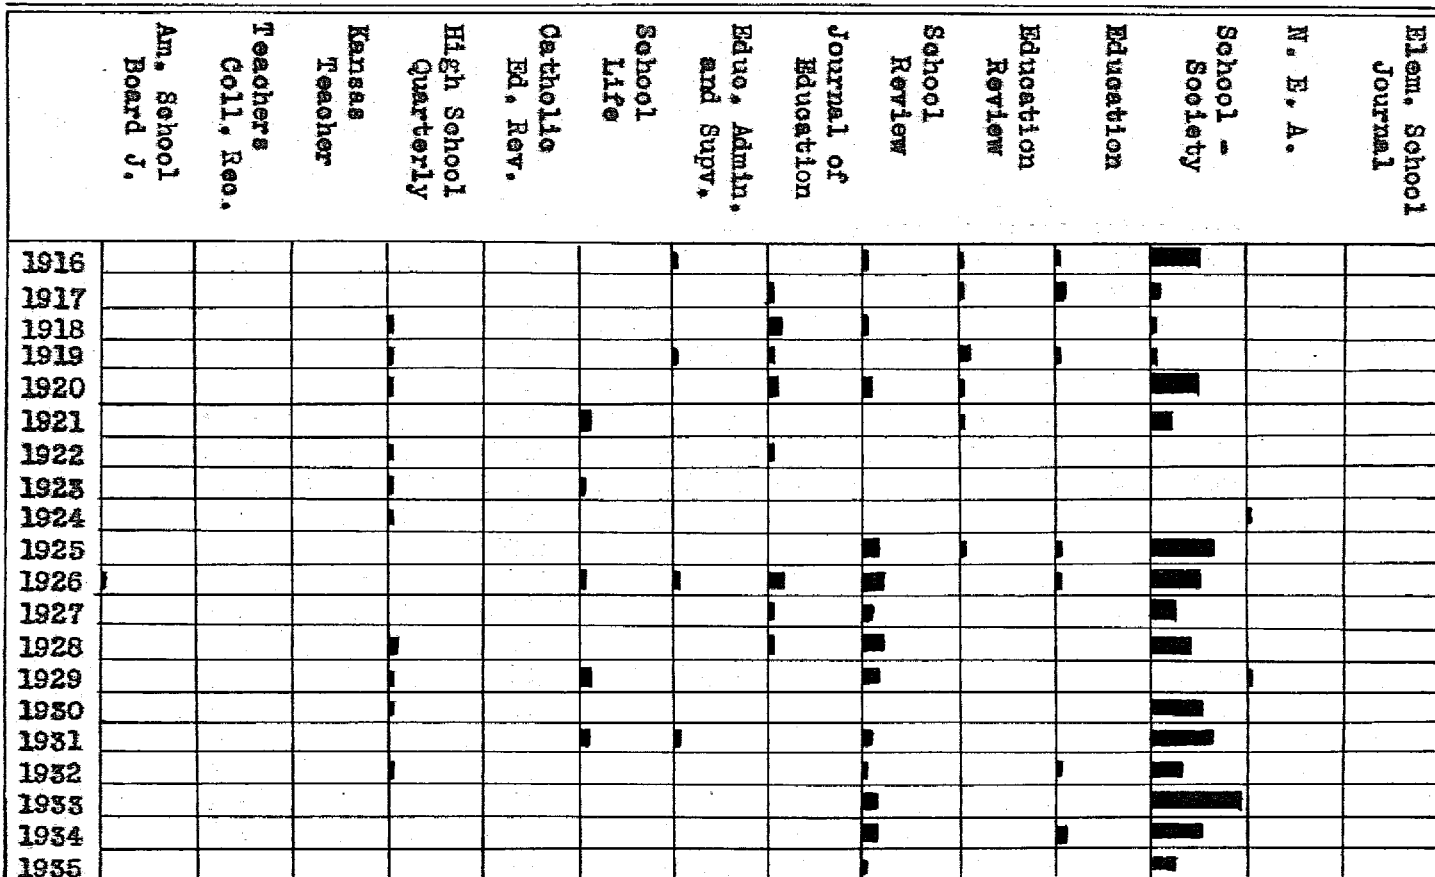 Am. School
Board J.
Teachers
Coll. Rec.
Kansas
Teacher
High School
Quarterly
Catholic
Ed. Rev.
School
Life
Educ. Admin.
and Supv.
Journal of
Education
School
Review
Education
Review
Education
School -
Society
N. E. A.
Elem. School
Journal
1916
1917
1918
1919
1920
1921
1922
1923
1924
1925
1926
1927
1928
1929
1930
1931
1932
1933
1934
1935